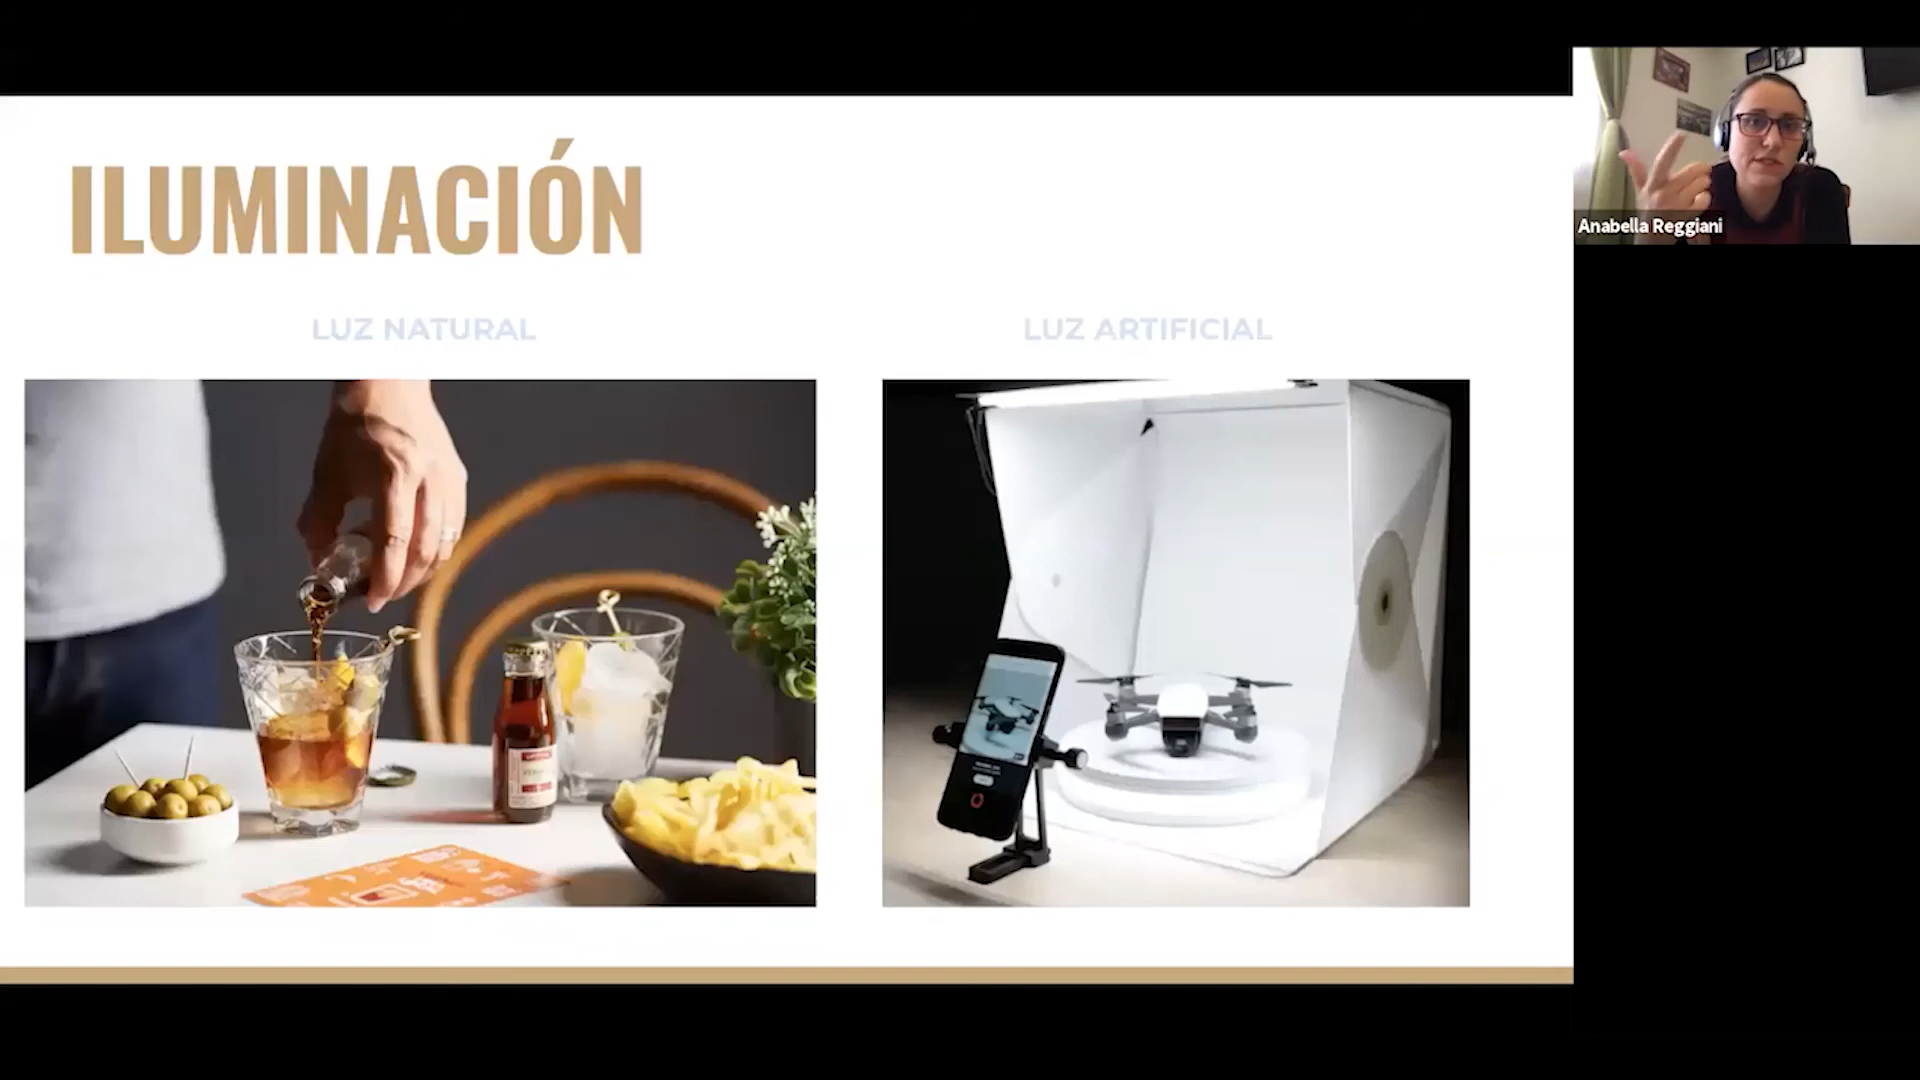 ILUMINACIÓN
LUZ NATURAL
LUZ ARTIFICIAL
Anabella Reggiani